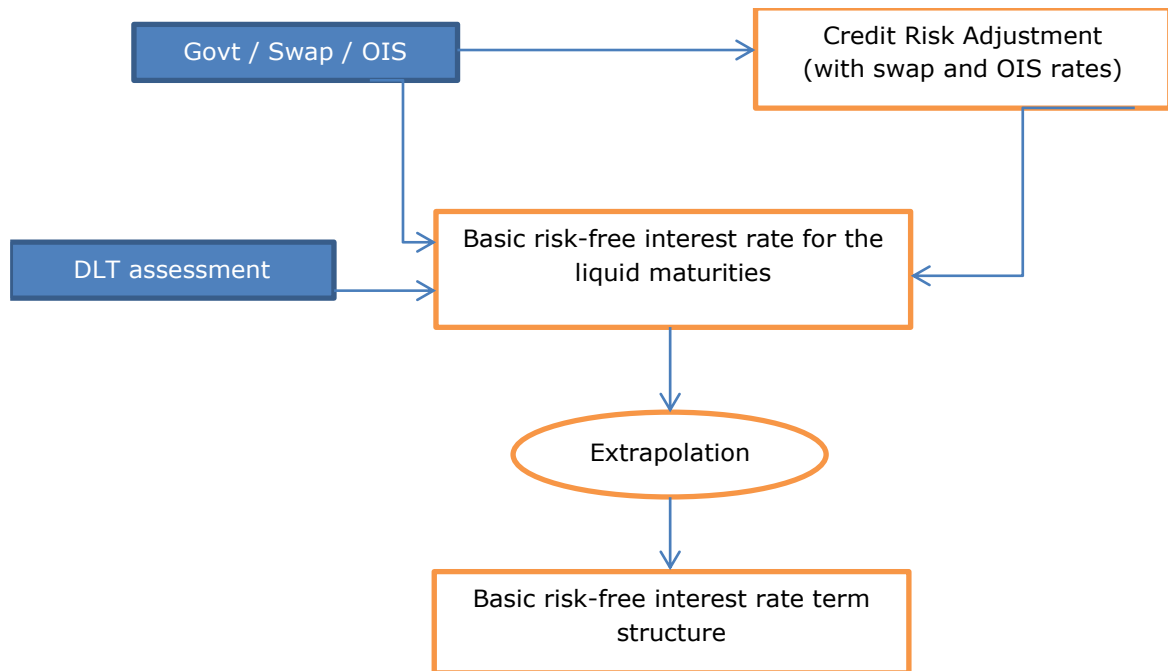 Govt / Swap / OIS
Credit Risk Adjustment
(with swap and OIS rates)
Basic risk-free interest rate for the
liquid maturities
DLT assessment
Extrapolation
Basic risk-free interest rate term
structure